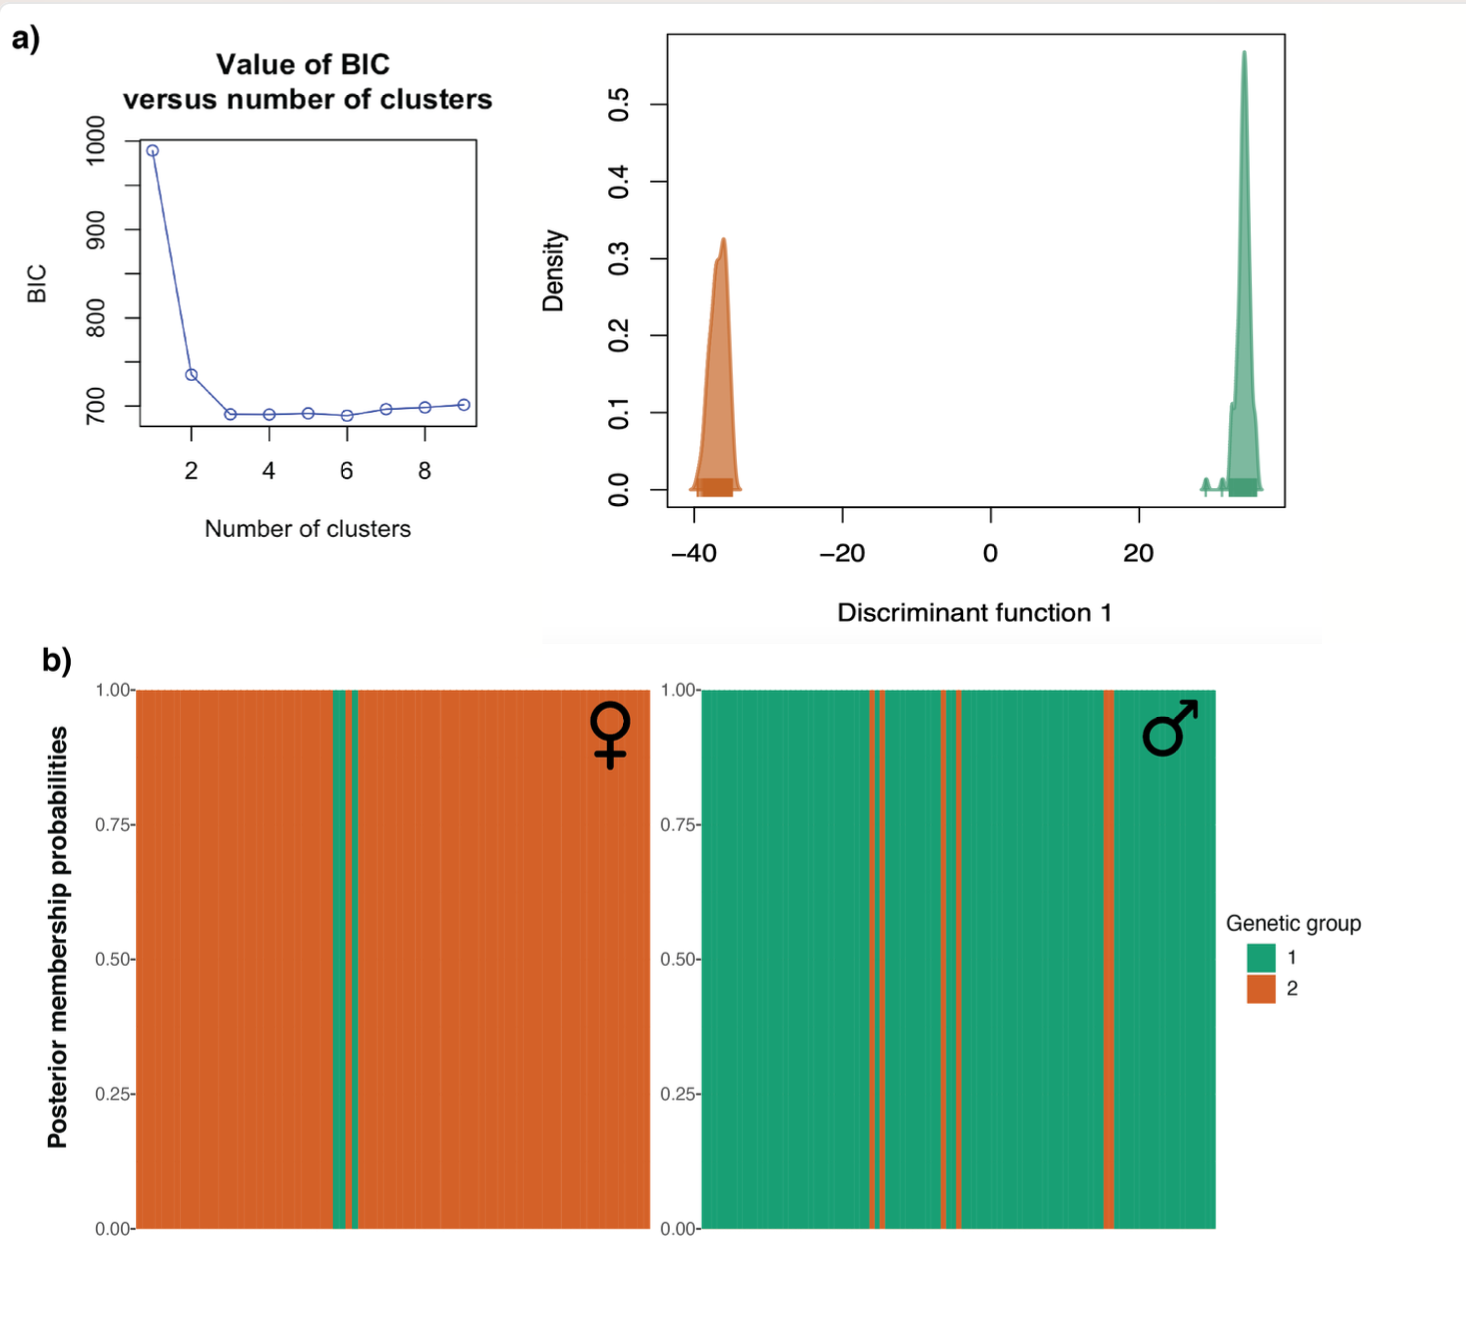 a)
Value of BIC
versus number of clusters
BIC
1000
900
800
700
2 4 6 8
Number of clusters
Density
0.5
0.4
0.3
0.2
0.1
0.0
−40 −20 0 20
Discriminant function 1
b)
Posterior membership probabilities
1.00
0.75
0.50
0.25
0.00
♀
1.00
0.75
0.50
0.25
0.00
♂
Genetic group
1
2